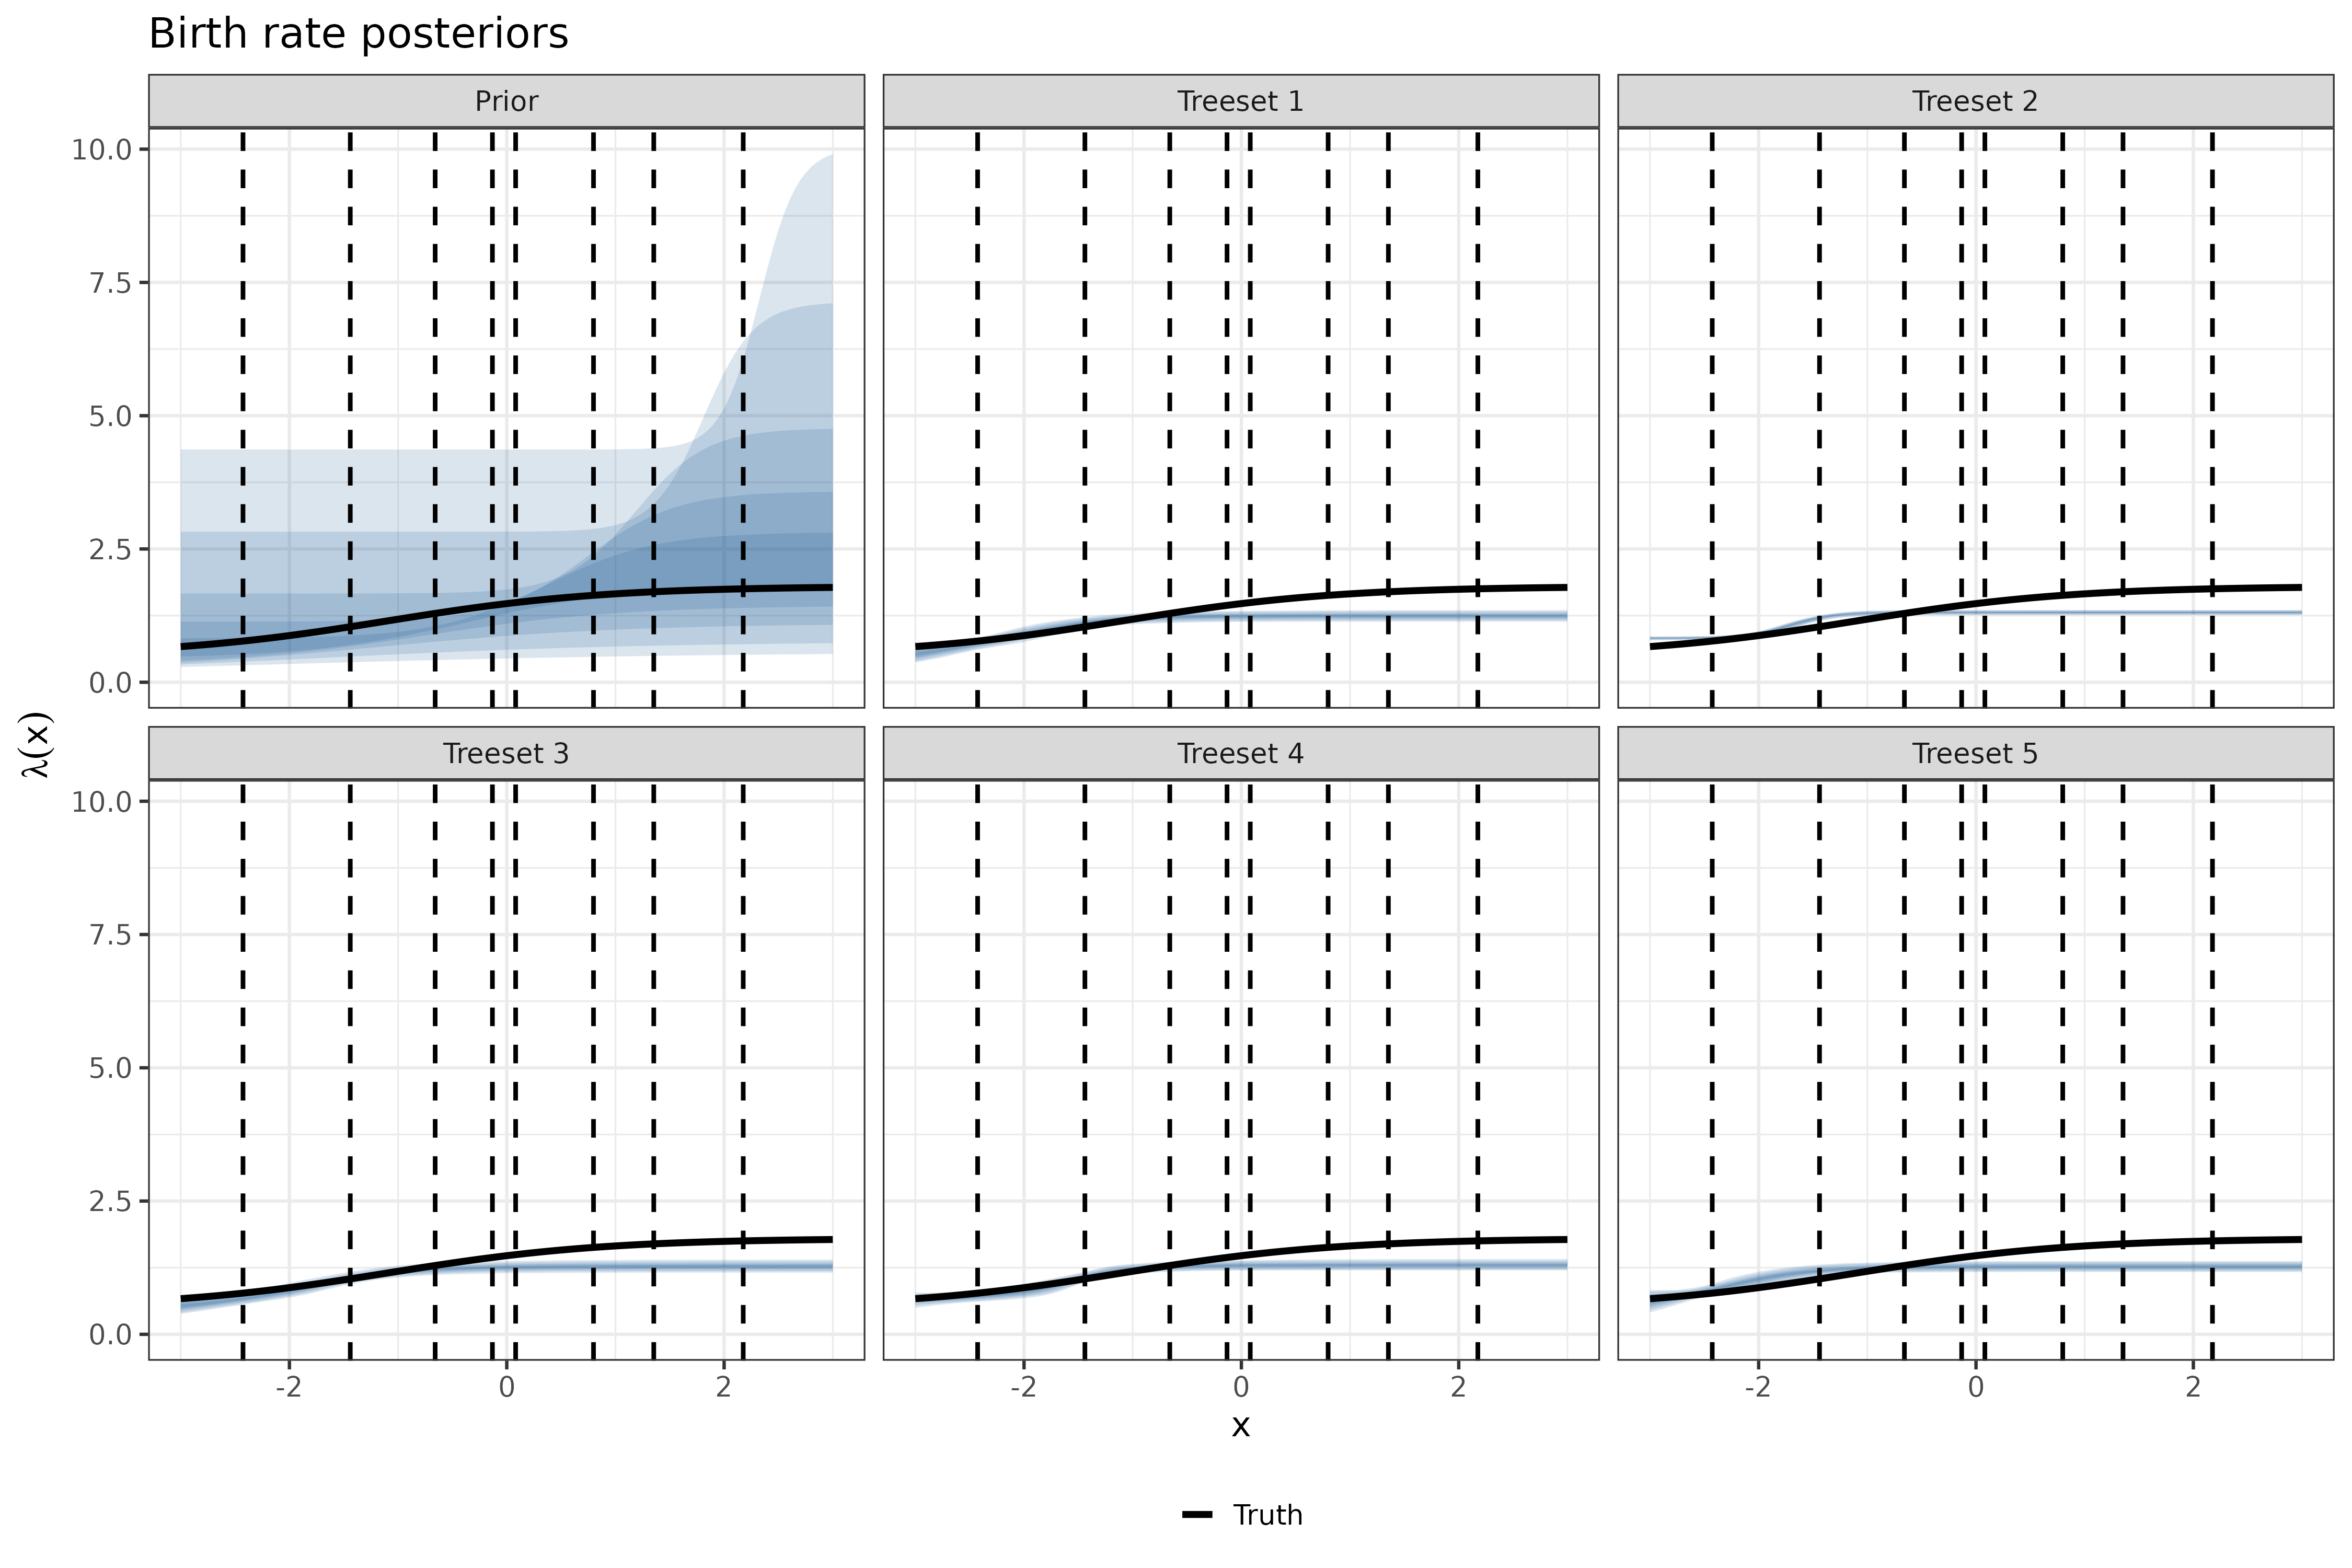 Birth rate posteriors
Prior
Treeset 1
Treeset 2
10.0
7.5
5.0
2.5
0.0
λ(x)
Treeset 3
Treeset 4
Treeset 5
10.0
7.5
5.0
2.5
0.0
-2 0 2
-2 0 2
-2 0 2
x
Truth